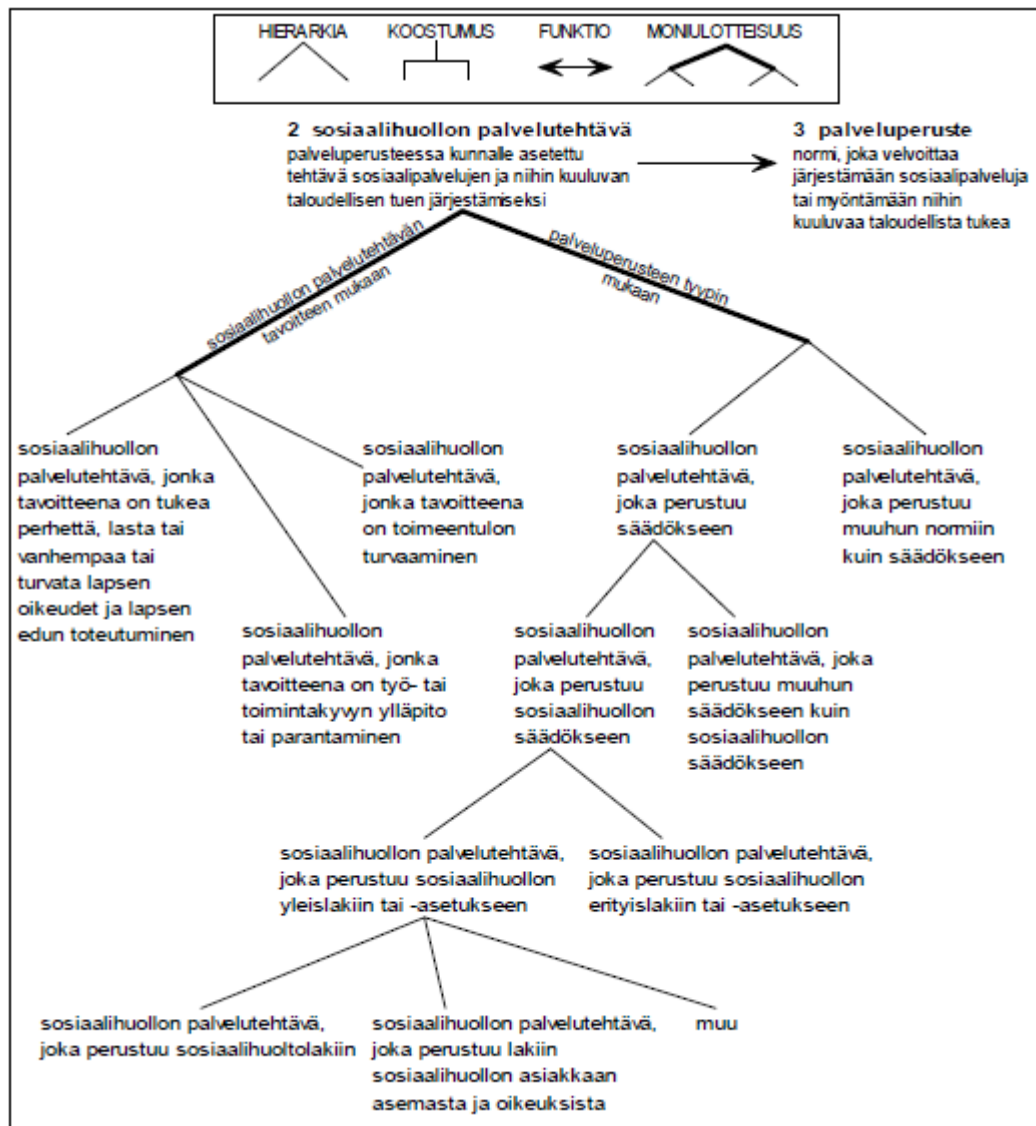 HIERARKIA KOOSTUMUS FUNKTIO MONIULOTTEISUUS
2 sosiaalihuollon palvelutehtävä
palveluperusteessa kunnalle asetettu
tehtävä sosiaalipalvelujen ja niihin kuuluvan
taloudellisen tuen järjestämiseksi
3 palveluperuste
normi, joka velvoittaa
järjestämään sosiaalipalveluja
tai myöntämään niihin
kuuluvaa taloudellista tukea
sosiaalihuollon palvelutehtävän
tavoitteen mukaan
palveluperusteen tyypin
mukaan
sosiaalihuollon
palvelutehtävä, jonka
tavoitteena on tukea
perhettä, lasta tai
vanhempaa tai
turvata lapsen
oikeudet ja lapsen
edun toteutuminen
sosiaalihuollon
palvelutehtävä,
jonka tavoitteena
on toimeentulon
turvaaminen
sosiaalihuollon
palvelutehtävä,
joka perustuu
säädökseen
sosiaalihuollon
palvelutehtävä,
joka perustuu
muuhun normiin
kuin säädökseen
sosiaalihuollon
palvelutehtävä, jonka
tavoitteena on työ- tai
toimintakyvyn ylläpito
tai parantaminen
sosiaalihuollon
palvelutehtävä,
joka perustuu
sosiaalihuollon
säädökseen
sosiaalihuollon
palvelutehtävä, joka
perustuu muuhun
säädökseen kuin
sosiaalihuollon
säädökseen
sosiaalihuollon palvelutehtävä,
joka perustuu sosiaalihuollon
yleislakiin tai -asetukseen
sosiaalihuollon palvelutehtävä,
joka perustuu sosiaalihuollon
erityislakiin tai -asetukseen
sosiaalihuollon palvelutehtävä,
joka perustuu sosiaalihuoltolakiin
sosiaalihuollon palvelutehtävä,
joka perustuu lakiin
sosiaalihuollon asiakkaan
asemasta ja oikeuksista
muu